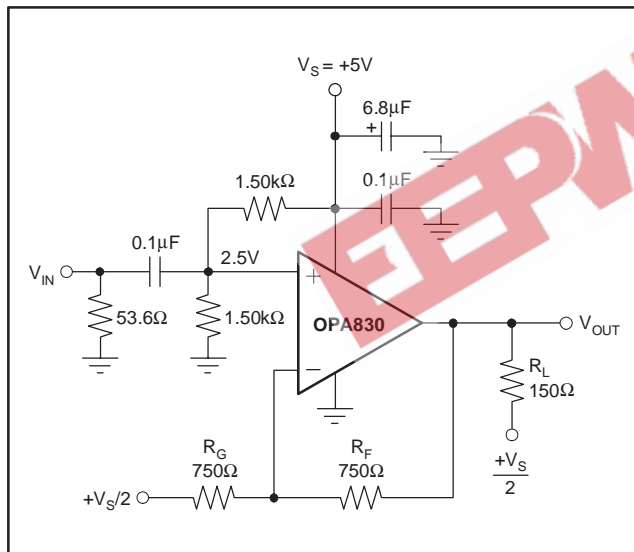 V_S = +5V
6.8μF
+
1.50kΩ
0.1μF
0.1μF
2.5V
V_IN
+
53.6Ω
1.50kΩ
OPA830
V_OUT
−
R_L
150Ω
R_G
750Ω
R_F
750Ω
+V_S/2
+V_S
2
EEPW